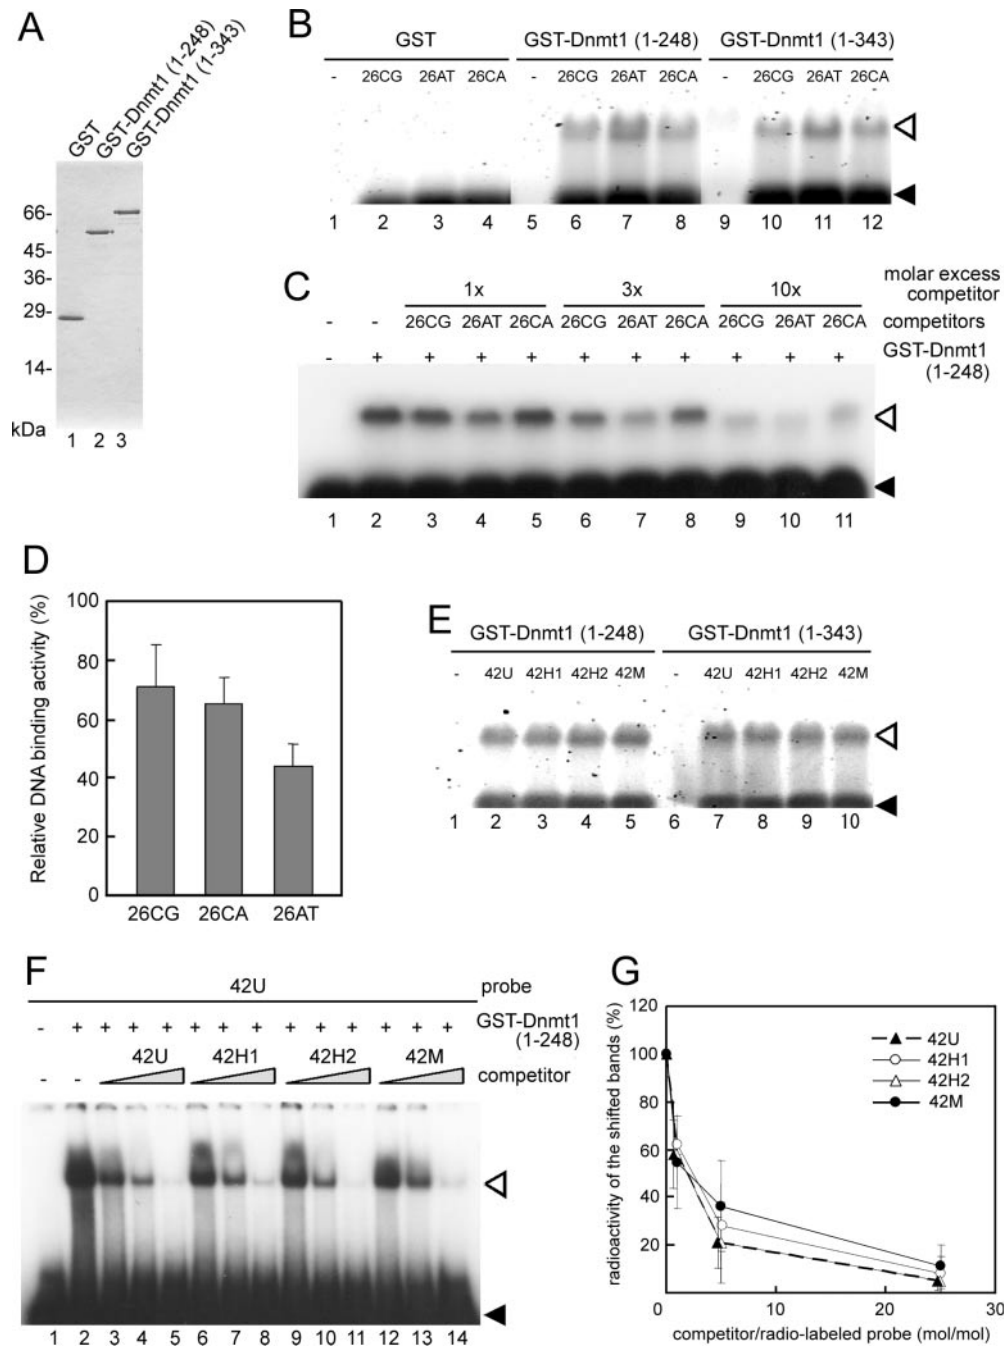 A
GST
GST-Dnmt1 (1-248)
GST-Dnmt1 (1-343)
66-
45-
36-
29-
14-
kDa
1 2 3
B
GST GST-Dnmt1 (1-248) GST-Dnmt1 (1-343)
- 26CG 26AT 26CA - 26CG 26AT 26CA - 26CG 26AT 26CA
1 2 3 4 5 6 7 8 9 10 11 12
C
molar excess
1x 3x 10x competitor
- - 26CG 26AT 26CA 26CG 26AT 26CA 26CG 26AT 26CA competitors
- + + + + + + + + + + GST-Dnmt1
(1-248)
1 2 3 4 5 6 7 8 9 10 11
D
Relative DNA binding activity (%)
100
80
60
40
20
0
26CG 26CA 26AT
E
GST-Dnmt1 (1-248) GST-Dnmt1 (1-343)
- 42U 42H1 42H2 42M - 42U 42H1 42H2 42M
1 2 3 4 5 6 7 8 9 10
F
42U probe
- + + + + + + + + + + + + + GST-Dnmt1
(1-248)
- - 42U 42H1 42H2 42M competitor
1 2 3 4 5 6 7 8 9 10 11 12 13 14
G
radioactivity of the shifted bands (%)
120
100
80
60
40
20
0 10 20 30
competitor/radio-labeled probe (mol/mol)
42U
42H1
42H2
42M